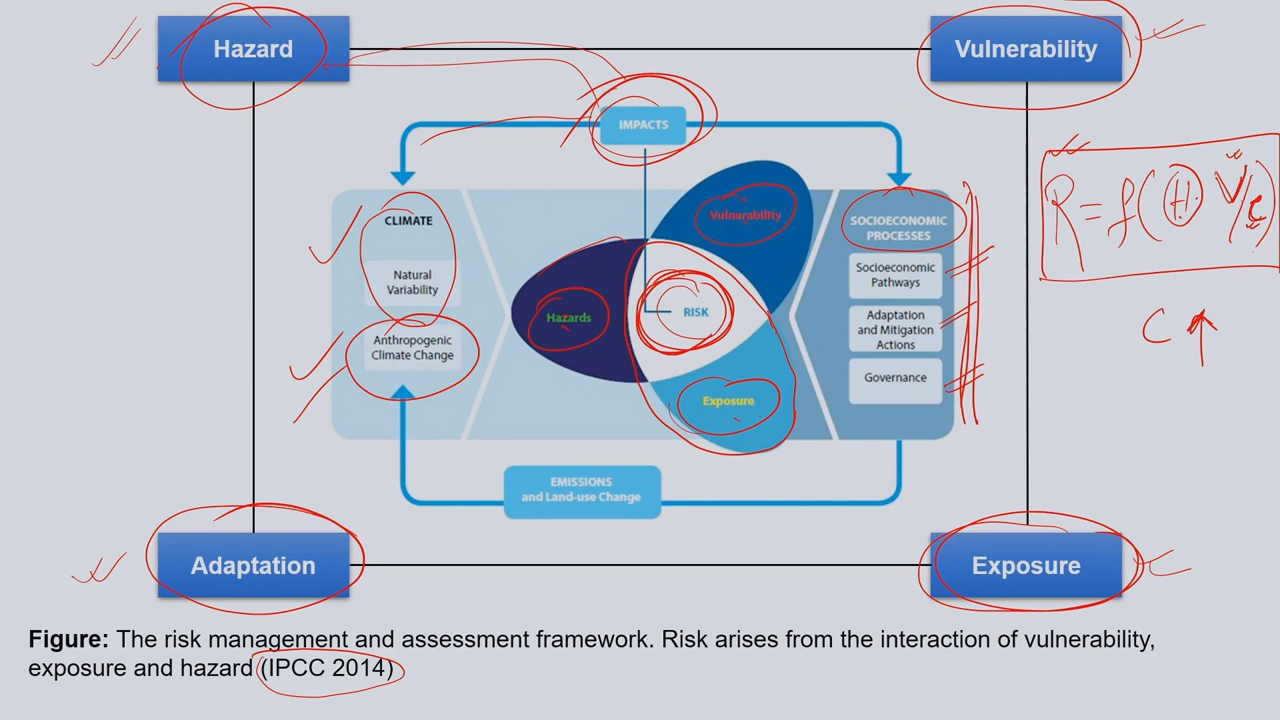 Hazard
Vulnerability
IMPACTS
CLIMATE
Natural
Variability
Anthropogenic
Climate Change
Vulnerability
Hazards
RISK
Exposure
SOCIOECONOMIC
PROCESSES
Socioeconomic
Pathways
Adaptation
and Mitigation
Actions
Governance
R = f(H V/e)
C ↑
EMISSIONS
and Land-use Change
Adaptation
Exposure
Figure: The risk management and assessment framework. Risk arises from the interaction of vulnerability,
exposure and hazard (IPCC 2014)